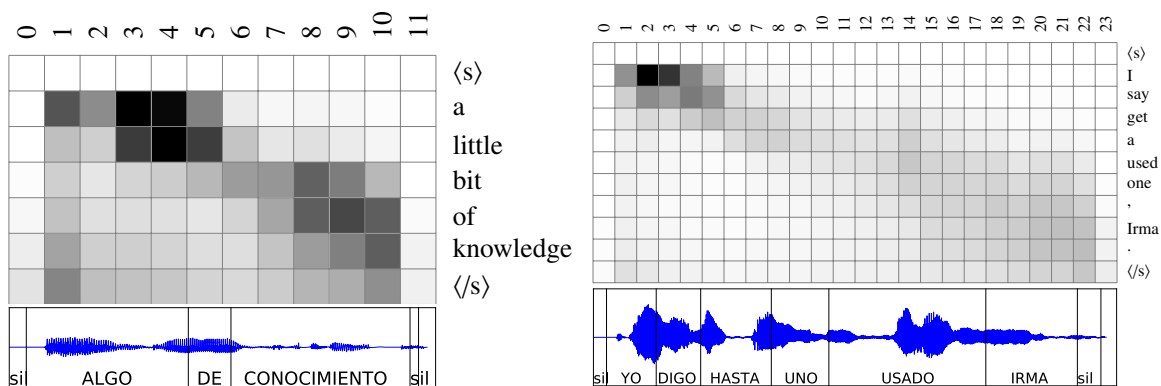 0 1 2 3 4 5 6 7 8 9 10 11
⟨s⟩
a
little
bit
of
knowledge
⟨/s⟩
sil ALGO DE CONOCIMIENTO sil
0 1 2 3 4 5 6 7 8 9 10 11 12 13 14 15 16 17 18 19 20 21 22 23
⟨s⟩
I
say
get
a
used
one
,
Irma
.
⟨/s⟩
sil YO DIGO HASTA UNO USADO IRMA sil